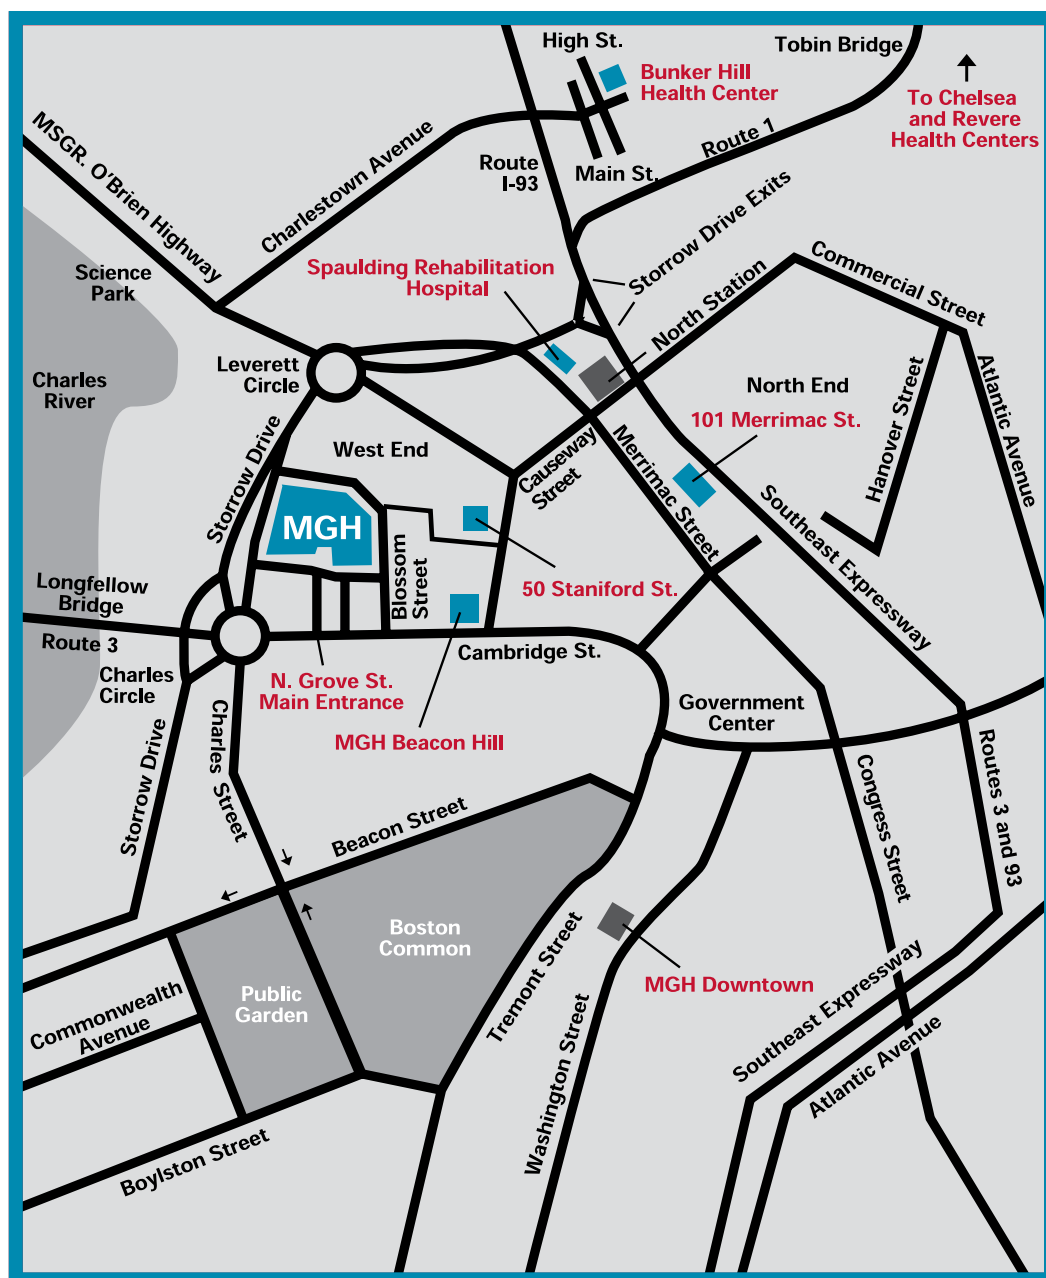 High St.
Tobin Bridge
Bunker Hill
Health Center
To Chelsea
and Revere
Health Centers
MSGR. O'Brien Highway
Charlestown Avenue
Route
I-93
Main St.
Route 1
Storrow Drive Exits
Science
Park
Spaulding Rehabilitation
Hospital
North Station
Commercial Street
Leverett
Circle
Charles
River
North End
Hanover Street
Atlantic Avenue
101 Merrimac St.
Storrow Drive
West End
Causeway
Street
Merrimac Street
Southeast Expressway
MGH
Blossom
Street
50 Staniford St.
Longfellow
Bridge
Route 3
Charles
Circle
Cambridge St.
N. Grove St.
Main Entrance
Government
Center
MGH Beacon Hill
Storrow Drive
Charles Street
Congress Street
Routes 3 and 93
Beacon Street
Boston
Common
Tremont Street
MGH Downtown
Public
Garden
Commonwealth
Avenue
Washington Street
Southeast Expressway
Atlantic Avenue
Boylston Street